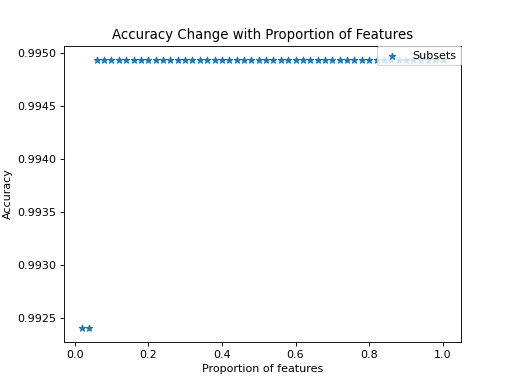 Accuracy Change with Proportion of Features
Subsets
0.9950
0.9945
0.9940
0.9935
0.9930
0.9925
Accuracy
0.0 0.2 0.4 0.6 0.8 1.0
Proportion of features